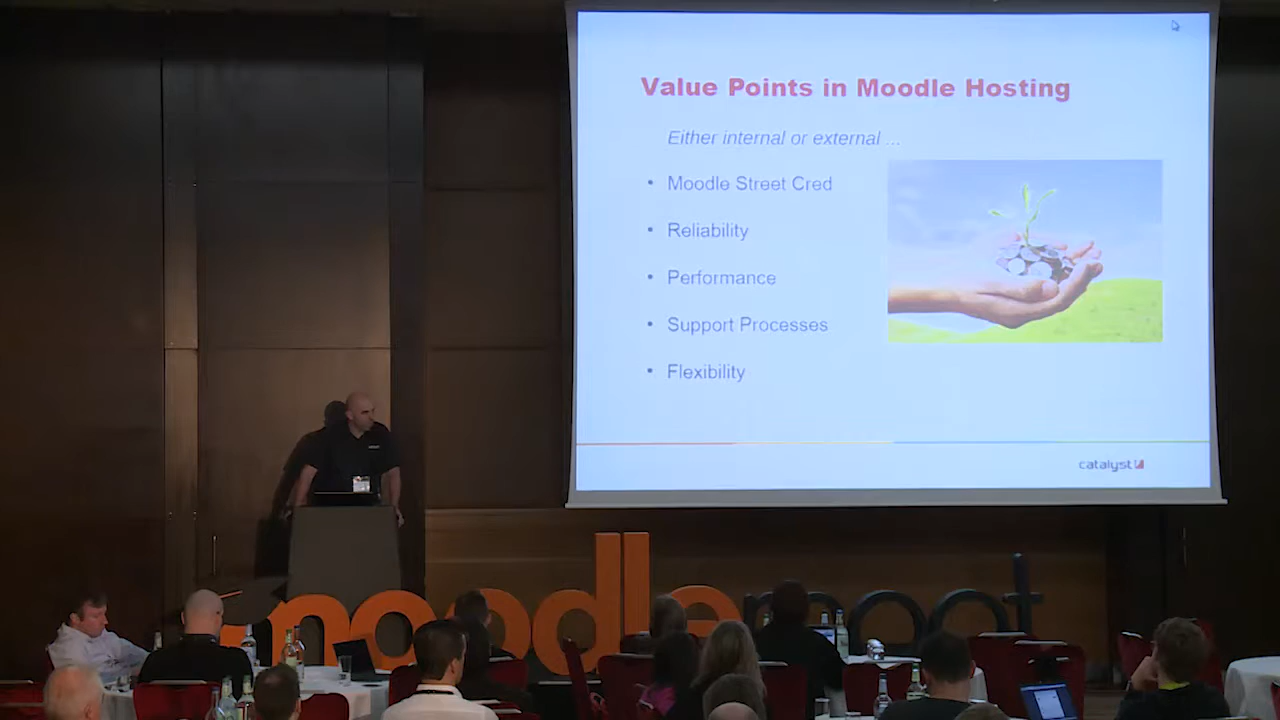 Value Points in Moodle Hosting
Either internal or external ...
• Moodle Street Cred
• Reliability
• Performance
• Support Processes
• Flexibility
catalyst
moodlemoot